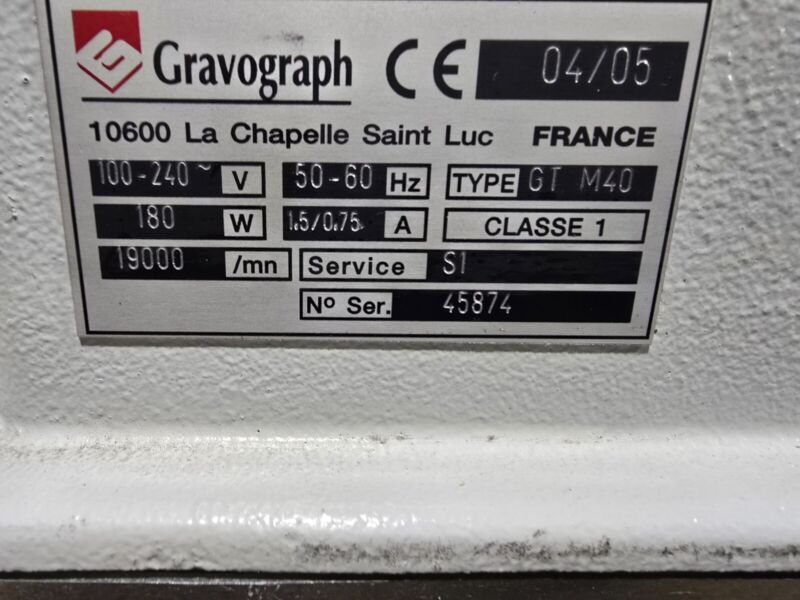 Gravograph CE 04/05
10600 La Chapelle Saint Luc FRANCE
100-240~ V 50-60 Hz TYPE GT M40
180 W 1.5/0.75 A CLASSE 1
19000 /mn Service S1
Nº Ser. 45874